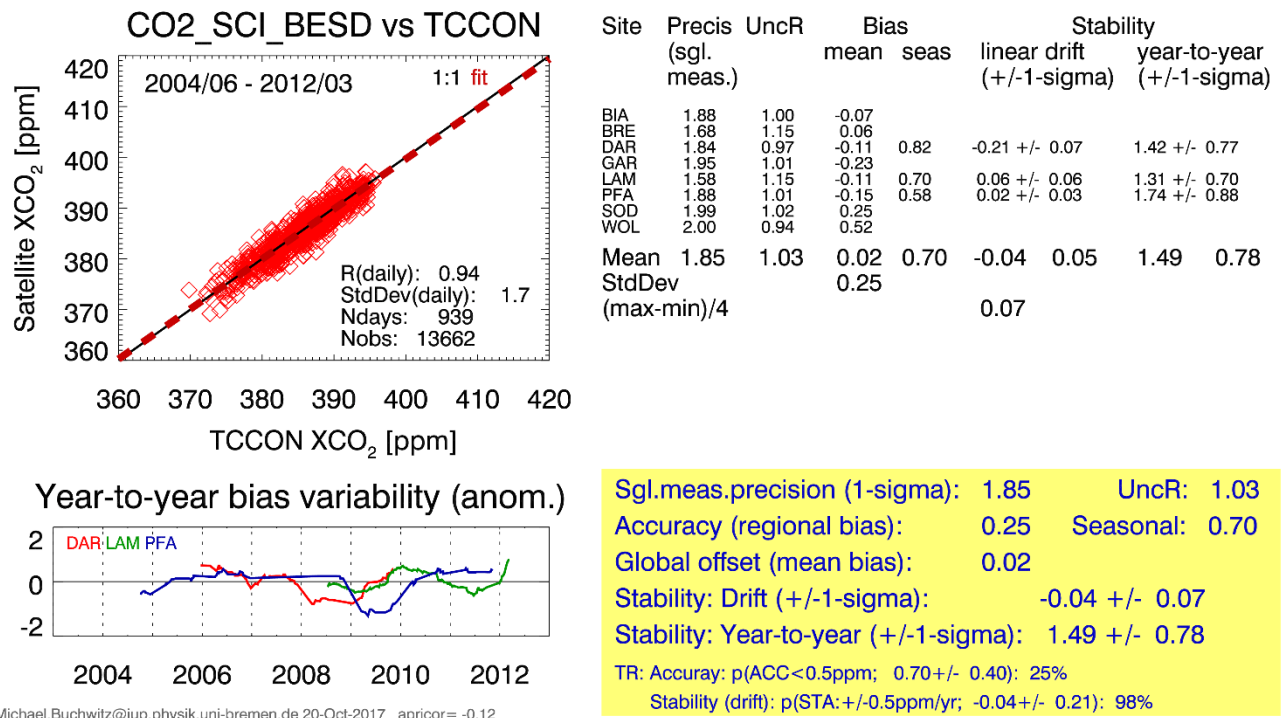 CO2_SCI_BESD vs TCCON
2004/06 - 2012/03
1:1 fit
420
410
400
390
380
370
360
Satellite XCO2 [ppm]
R(daily): 0.94
StdDev(daily): 1.7
Ndays: 939
Nobs: 13662
360 370 380 390 400 410 420
TCCON XCO2 [ppm]
Site Precis UncR Bias Stability
(sgl. mean seas linear drift year-to-year
meas.) (+/-1-sigma) (+/-1-sigma)
BIA 1.88 1.00 -0.07
BRE 1.68 1.15 0.06
DAR 1.84 0.97 -0.11 0.82 -0.21 +/- 0.07 1.42 +/- 0.77
GAR 1.95 1.01 -0.23
LAM 1.58 1.15 -0.11 0.70 0.06 +/- 0.06 1.31 +/- 0.70
PFA 1.88 1.01 -0.15 0.58 0.02 +/- 0.03 1.74 +/- 0.88
SOD 1.99 1.02 0.25
WOL 2.00 0.94 0.52
Mean 1.85 1.03 0.02 0.70 -0.04 0.05 1.49 0.78
StdDev 0.25
(max-min)/4 0.07
Year-to-year bias variability (anom.)
DAR LAM PFA
2
0
-2
2004 2006 2008 2010 2012
Sgl.meas.precision (1-sigma): 1.85 UncR: 1.03
Accuracy (regional bias): 0.25 Seasonal: 0.70
Global offset (mean bias): 0.02
Stability: Drift (+/-1-sigma): -0.04 +/- 0.07
Stability: Year-to-year (+/-1-sigma): 1.49 +/- 0.78
TR: Accuray: p(ACC<0.5ppm; 0.70+/- 0.40): 25%
Stability (drift): p(STA:+/-0.5ppm/yr; -0.04+/- 0.21): 98%
Michael.Buchwitz@iup.physik.uni-bremen.de 20-Oct-2017 apricor= -0.12